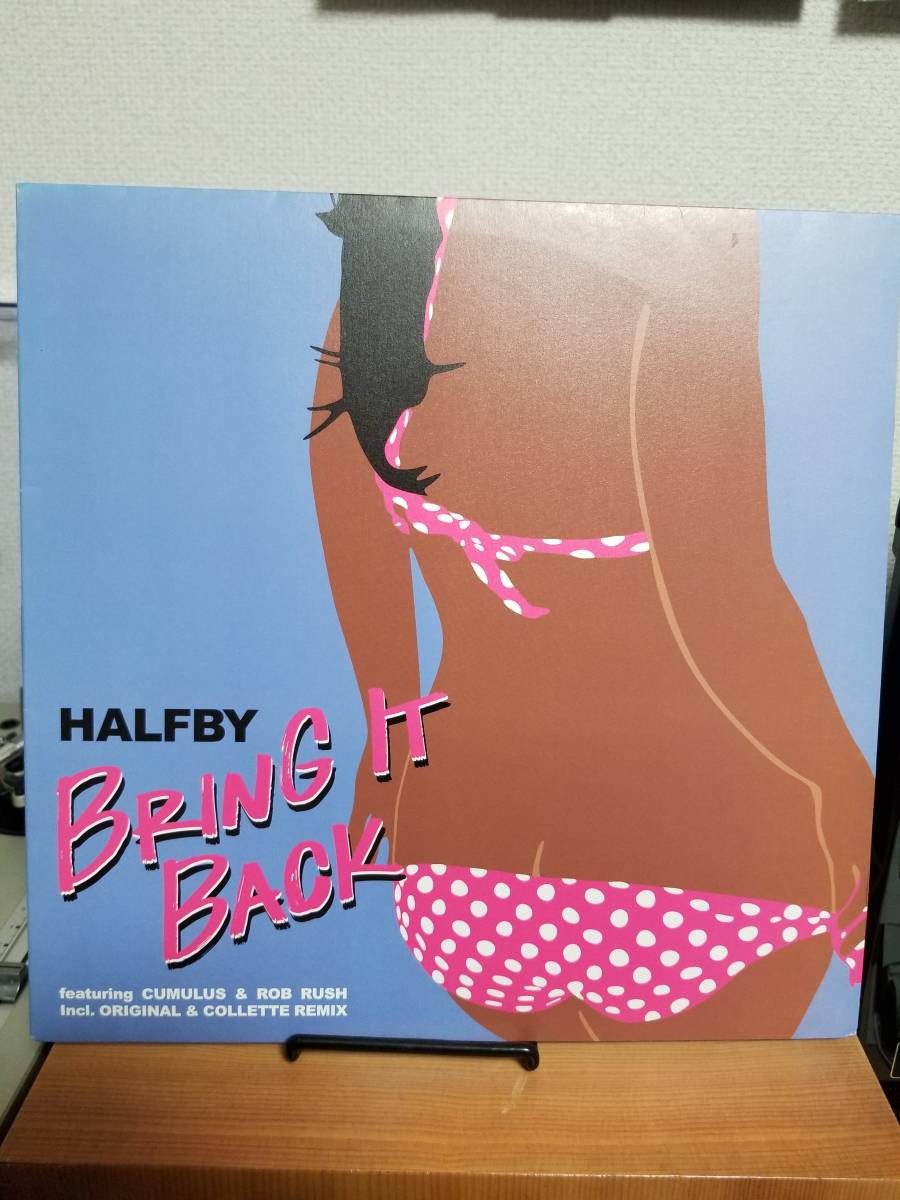 HALFBY
BRING IT
BACK
featuring CUMULUS & ROB RUSH
Incl. ORIGINAL & COLLETTE REMIX